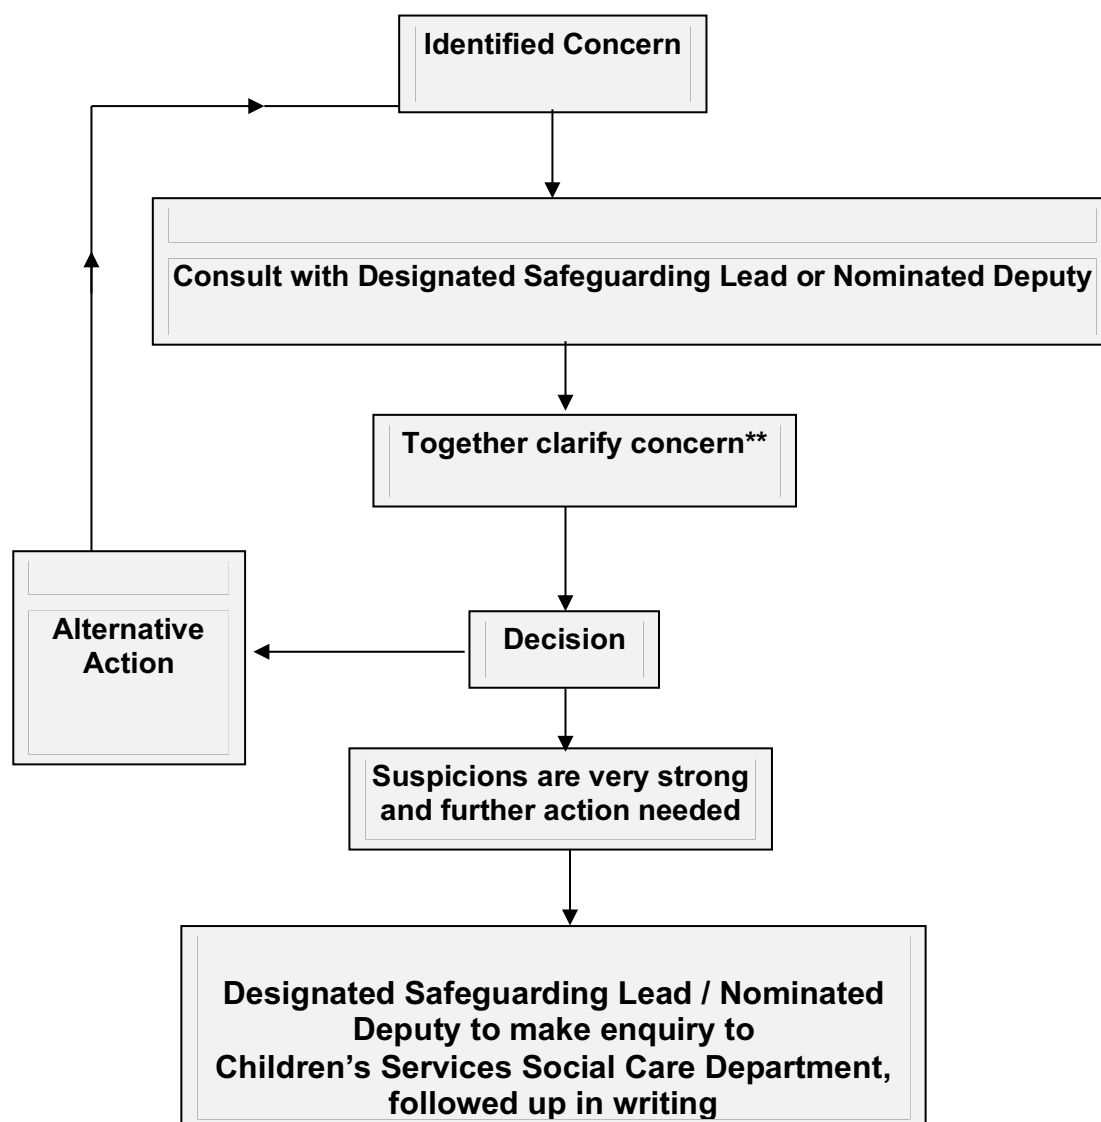 Identified Concern
Consult with Designated Safeguarding Lead or Nominated Deputy
Together clarify concern**
Alternative
Action
Decision
Suspicions are very strong
and further action needed
Designated Safeguarding Lead / Nominated
Deputy to make enquiry to
Children’s Services Social Care Department,
followed up in writing